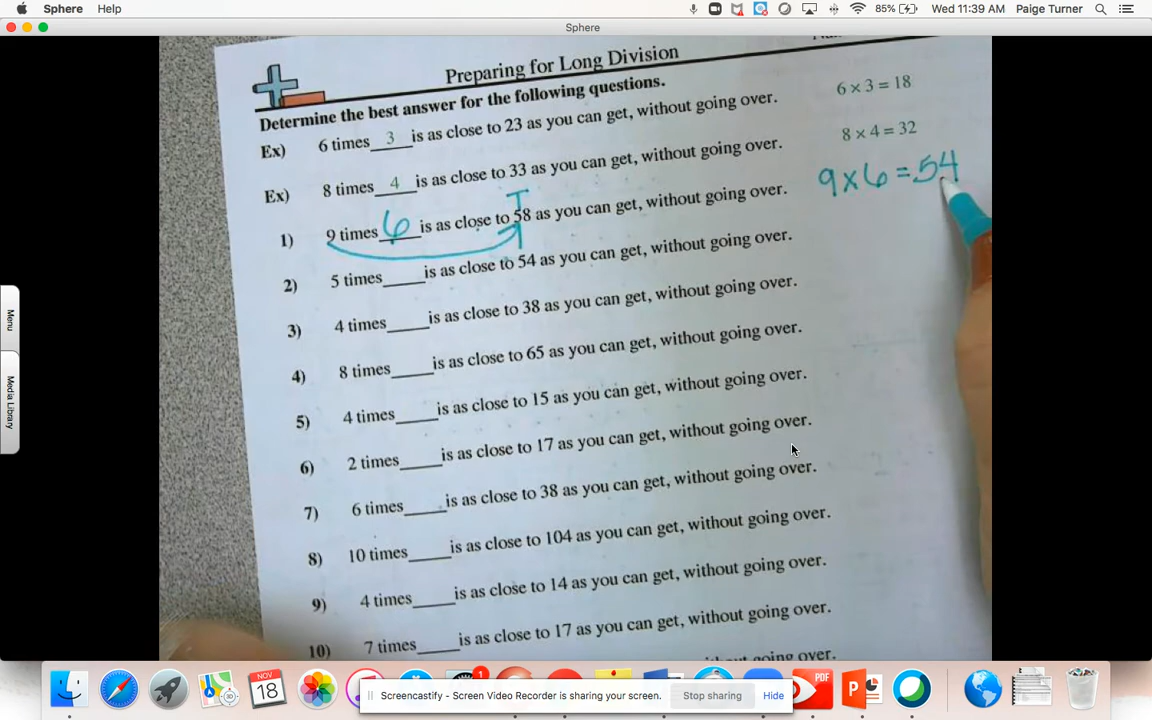 Sphere Help 85% Wed 11:39 AM Paige Turner
Sphere
Preparing for Long Division
Determine the best answer for the following questions.
Ex) 6 times 3 is as close to 23 as you can get, without going over. 6 × 3 = 18
Ex) 8 times 4 is as close to 33 as you can get, without going over. 8 × 4 = 32
1) 9 times 6 is as close to 58 as you can get, without going over. 9 x 6 = 54
2) 5 times ____ is as close to 54 as you can get, without going over.
3) 4 times ____ is as close to 38 as you can get, without going over.
4) 8 times ____ is as close to 65 as you can get, without going over.
5) 4 times ____ is as close to 15 as you can get, without going over.
6) 2 times ____ is as close to 17 as you can get, without going over.
7) 6 times ____ is as close to 38 as you can get, without going over.
8) 10 times ____ is as close to 104 as you can get, without going over.
9) 4 times ____ is as close to 14 as you can get, without going over.
10) 7 times ____ is as close to 17 as you can get, without going over.
going over.
Menu
Media Library
NOV
18
3D
1
PDF
P
Screencastify - Screen Video Recorder is sharing your screen. Stop sharing Hide